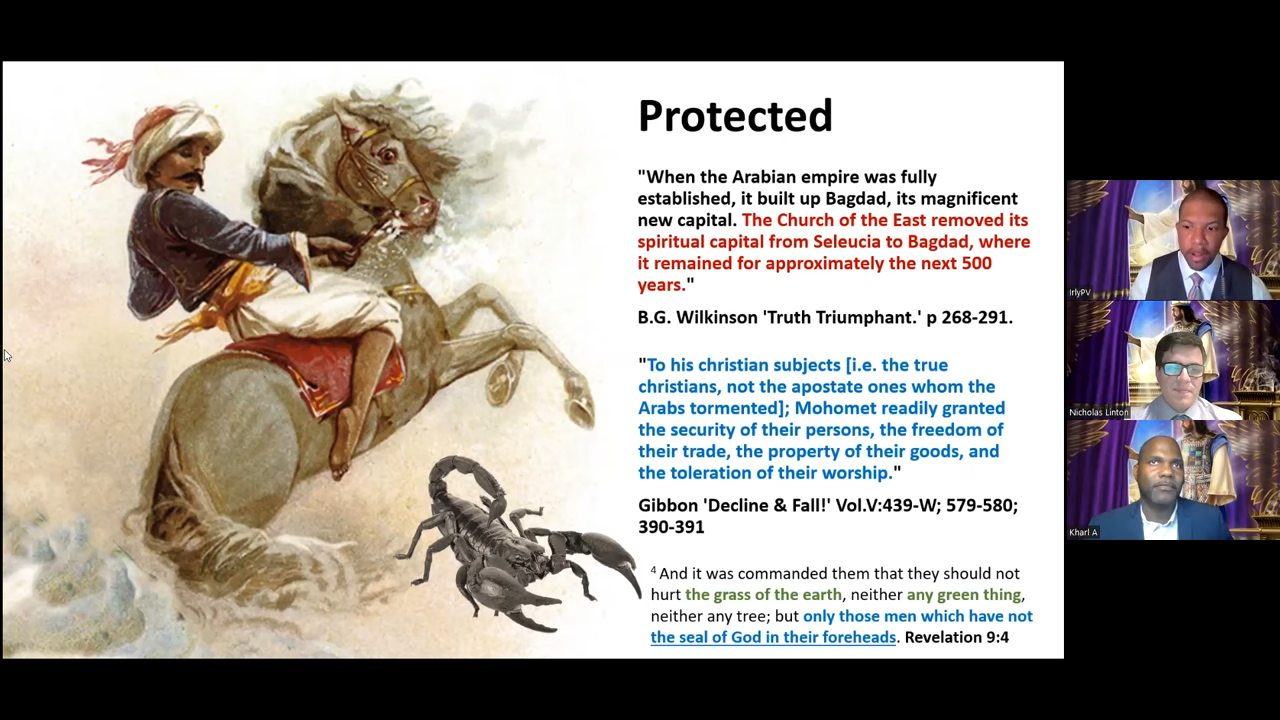 Protected
"When the Arabian empire was fully
established, it built up Bagdad, its magnificent
new capital. The Church of the East removed its
spiritual capital from Seleucia to Bagdad, where
it remained for approximately the next 500
years."
B.G. Wilkinson 'Truth Triumphant.' p 268-291.
"To his christian subjects [i.e. the true
christians, not the apostate ones whom the
Arabs tormented]; Mohomet readily granted
the security of their persons, the freedom of
their trade, the property of their goods, and
the toleration of their worship."
Gibbon 'Decline & Fall!' Vol.V:439-W; 579-580;
390-391
4 And it was commanded them that they should not
hurt the grass of the earth, neither any green thing,
neither any tree; but only those men which have not
the seal of God in their foreheads. Revelation 9:4
IrlyPV
Nicholas Linton
Kharl A